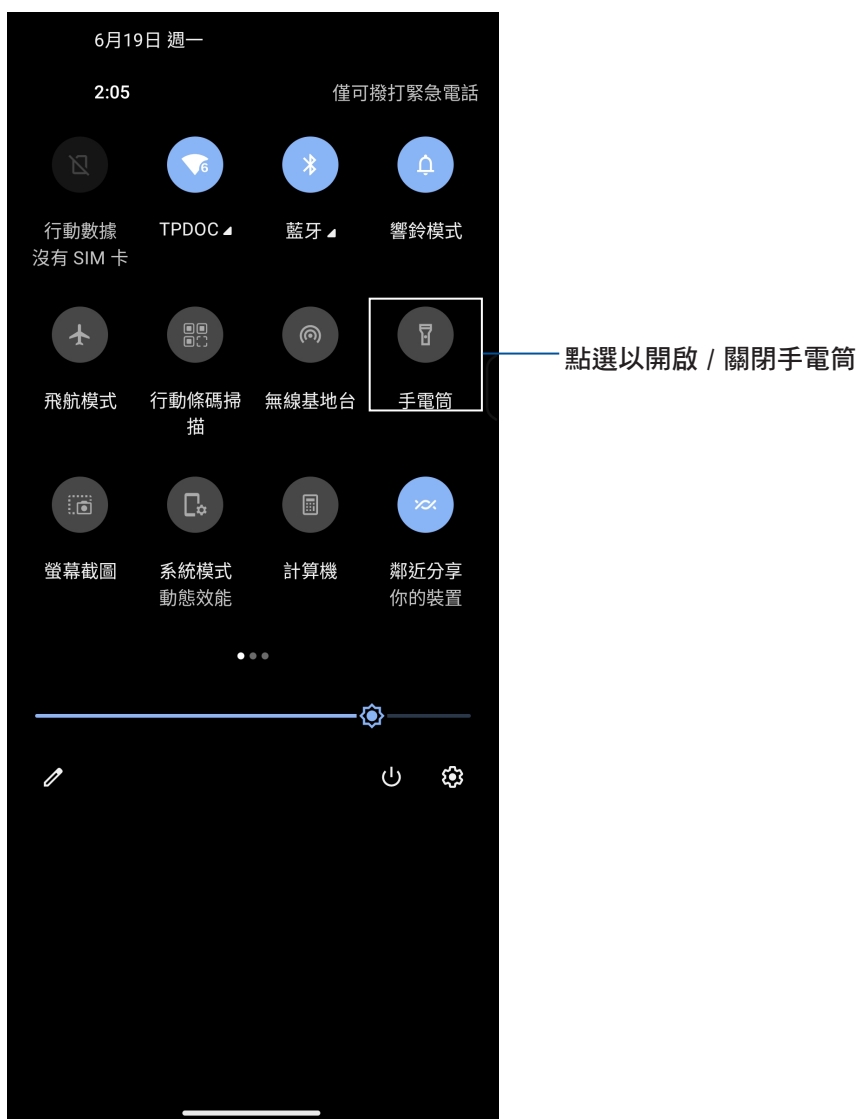 6月19日 週一
2:05
僅可撥打緊急電話
6
行動數據
沒有 SIM 卡
TPDOC
藍牙
響鈴模式
飛航模式
行動條碼掃
描
無線基地台
手電筒
點選以開啟 / 關閉手電筒
螢幕截圖
系統模式
動態效能
計算機
鄰近分享
你的裝置